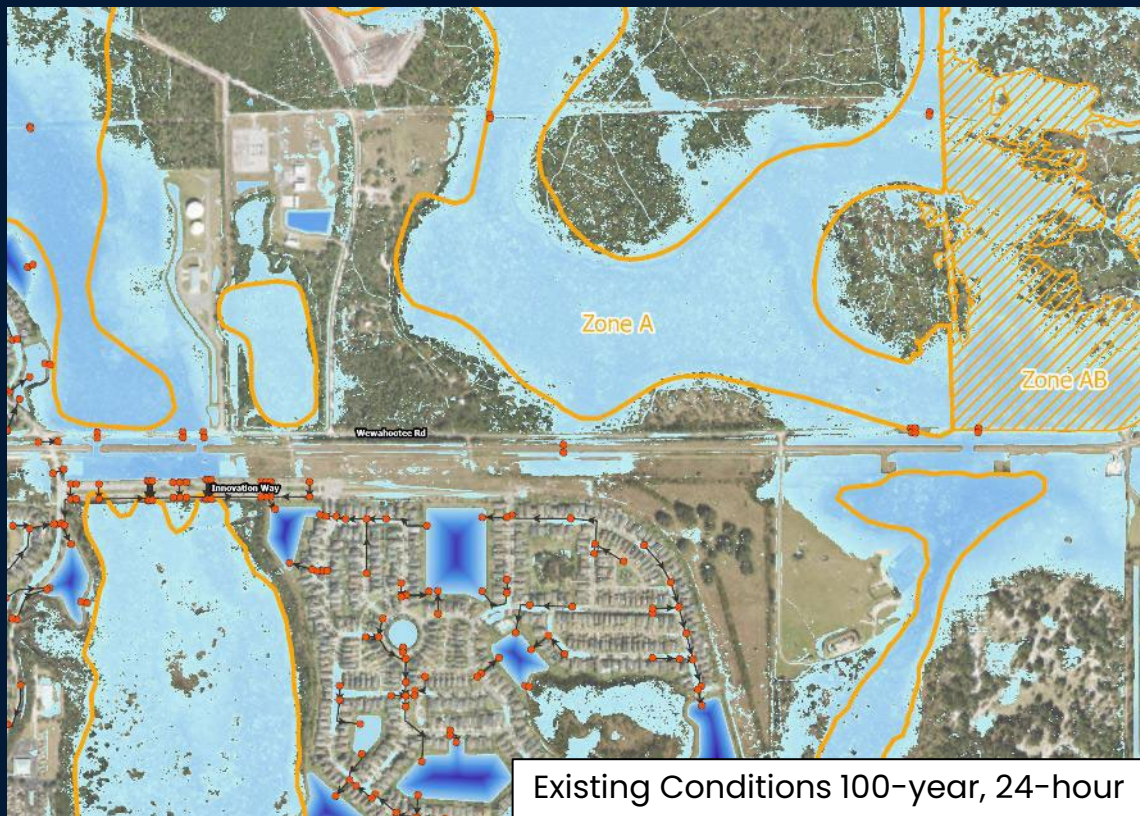 Zone A
Zone AB
Wewahootee Rd
Innovation Way
Existing Conditions 100-year, 24-hour